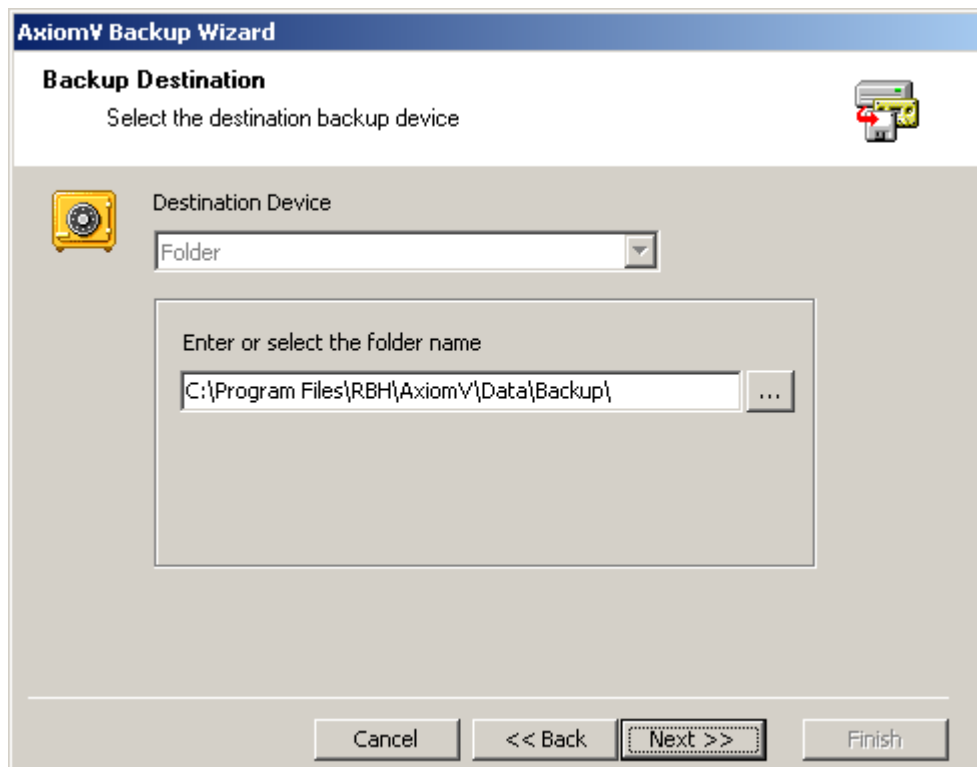 AxiomV Backup Wizard
Backup Destination
Select the destination backup device
Destination Device
Folder
Enter or select the folder name
C:\Program Files\RBH\AxiomV\Data\Backup\
...
Cancel
<< Back
Next >>
Finish